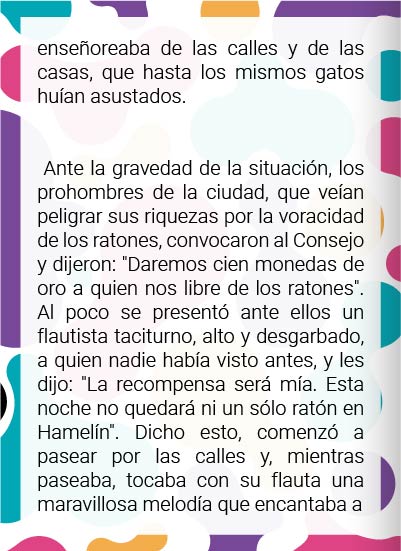 enseñoreaba de las calles y de las
casas, que hasta los mismos gatos
huían asustados.
Ante la gravedad de la situación, los
prohombres de la ciudad, que veían
peligrar sus riquezas por la voracidad
de los ratones, convocaron al Consejo
y dijeron: "Daremos cien monedas de
oro a quien nos libre de los ratones".
Al poco se presentó ante ellos un
flautista taciturno, alto y desgarbado,
a quien nadie había visto antes, y les
dijo: "La recompensa será mía. Esta
noche no quedará ni un sólo ratón en
Hamelín". Dicho esto, comenzó a
pasear por las calles y, mientras
paseaba, tocaba con su flauta una
maravillosa melodía que encantaba a